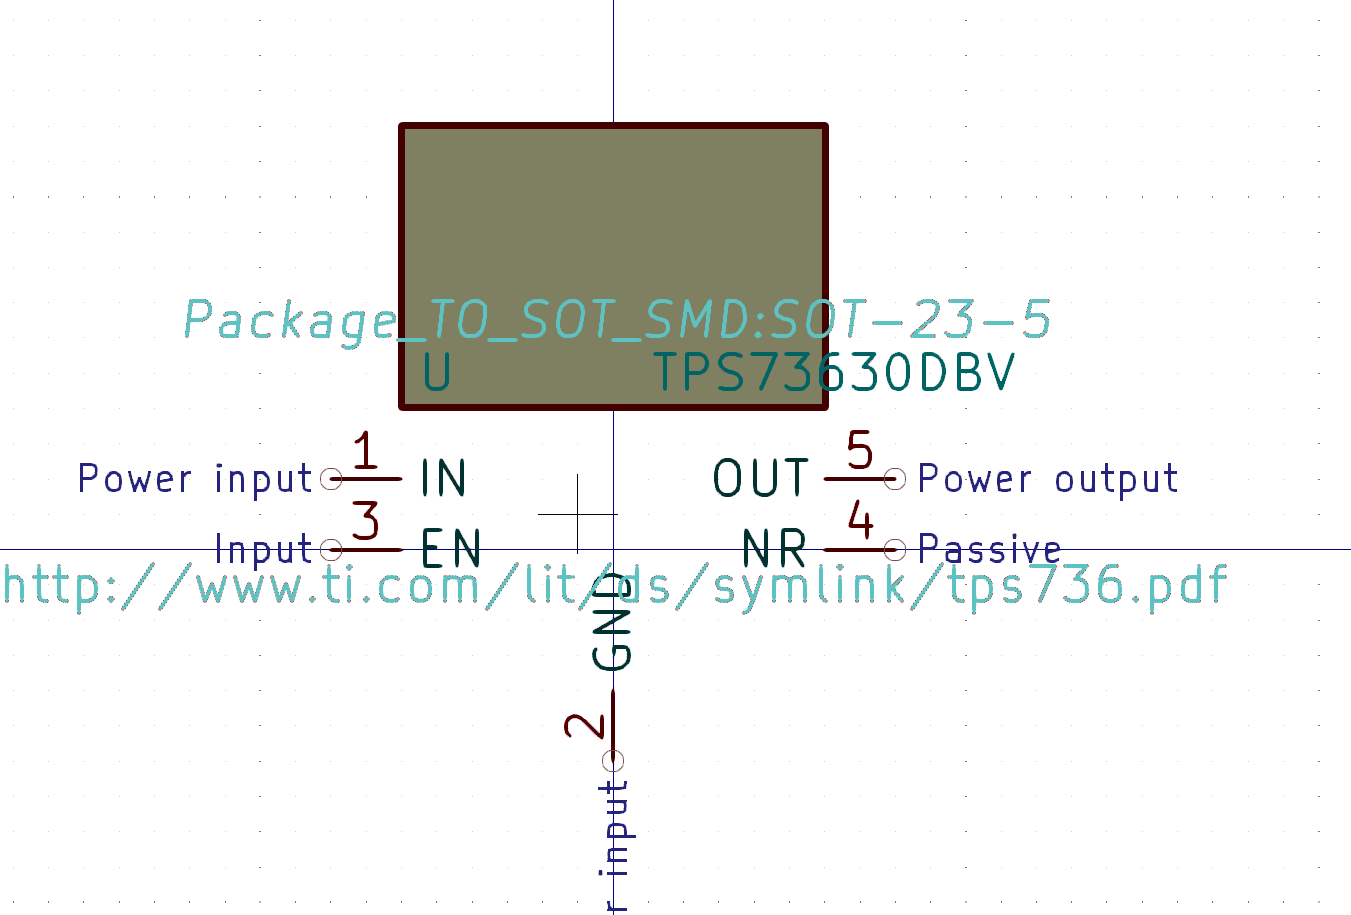 Package_TO_SOT_SMD:SOT-23-5
U TPS73630DBV
Power input 1 IN OUT 5 Power output
Input 3 EN NR 4 Passive
http://www.ti.com/lit/ds/symlink/tps736.pdf
GND
2
r input